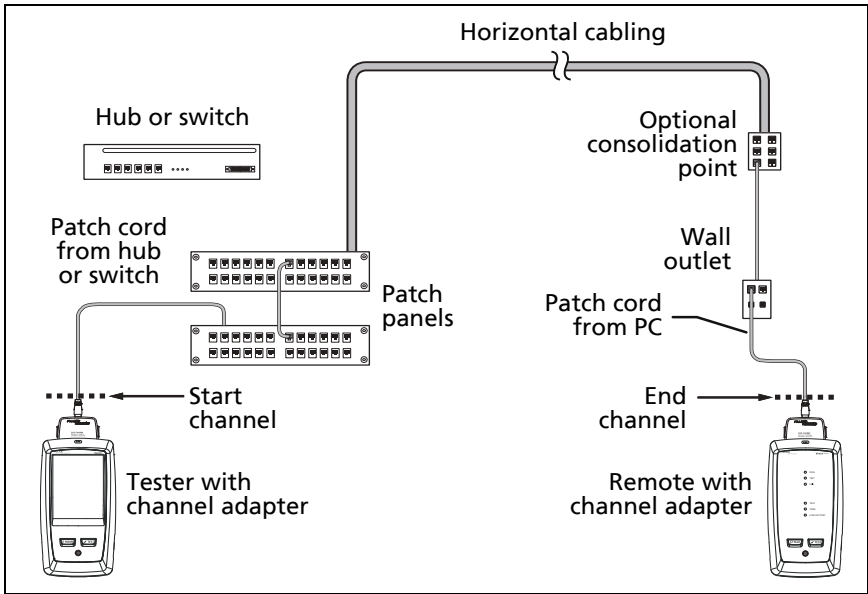 Horizontal cabling
Hub or switch
Optional
consolidation
point
Patch cord
from hub
or switch
Wall
outlet
Patch
panels
Patch cord
from PC
Start
channel
End
channel
Tester with
channel adapter
Remote with
channel adapter